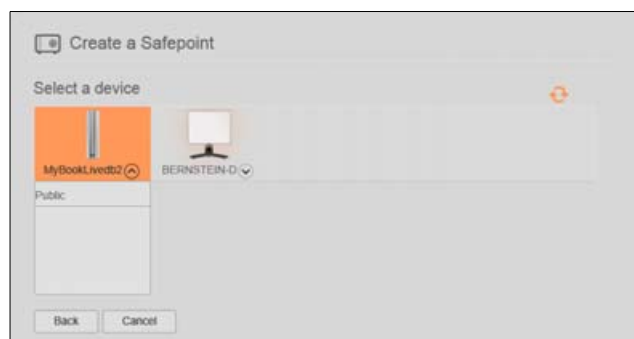 Create a Safepoint
Select a device
MyBookLivedb2 BERNSTEIN-D
Public
Back Cancel